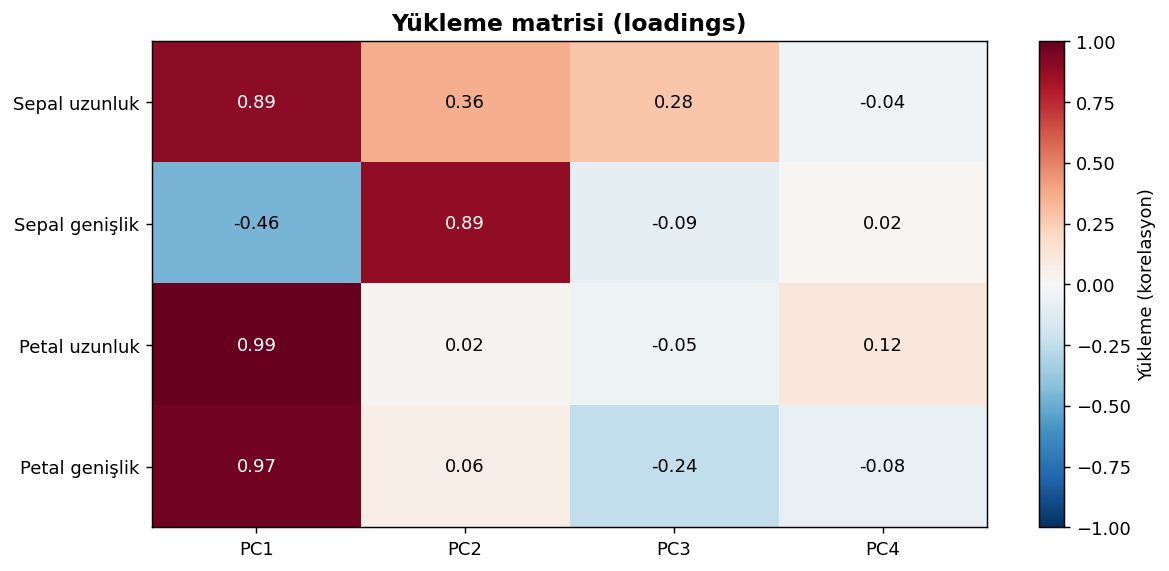 Yükleme matrisi (loadings)
Sepal uzunluk 0.89 0.36 0.28 -0.04
Sepal genişlik -0.46 0.89 -0.09 0.02
Petal uzunluk 0.99 0.02 -0.05 0.12
Petal genişlik 0.97 0.06 -0.24 -0.08
PC1 PC2 PC3 PC4
1.00
0.75
0.50
0.25
0.00
−0.25
−0.50
−0.75
−1.00
Yükleme (korelasyon)